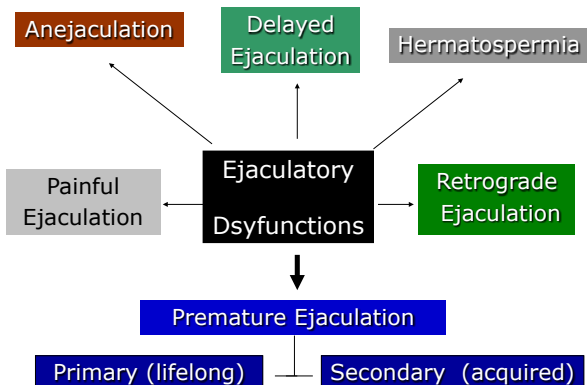 Anejaculation
Delayed
Ejaculation
Hermatospermia
Ejaculatory
Dsyfunctions
Painful
Ejaculation
Retrograde
Ejaculation
Premature Ejaculation
Primary (lifelong)
Secondary (acquired)